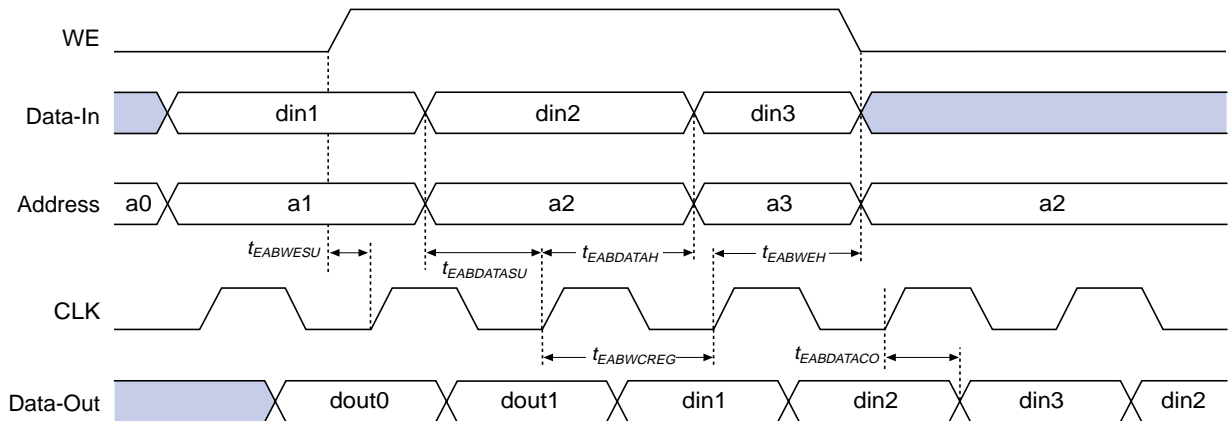 WE
Data-In din1 din2 din3
Address a0 a1 a2 a3 a2
tEABWESU tEABDATASU tEABDATAH tEABWEH
CLK
tEABWCREG tEABDATACO
Data-Out dout0 dout1 din1 din2 din3 din2